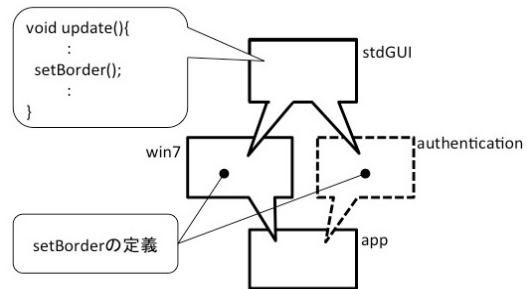 void update(){
:
setBorder();
:
}
stdGUI
win7
authentication
setBorderの定義
app